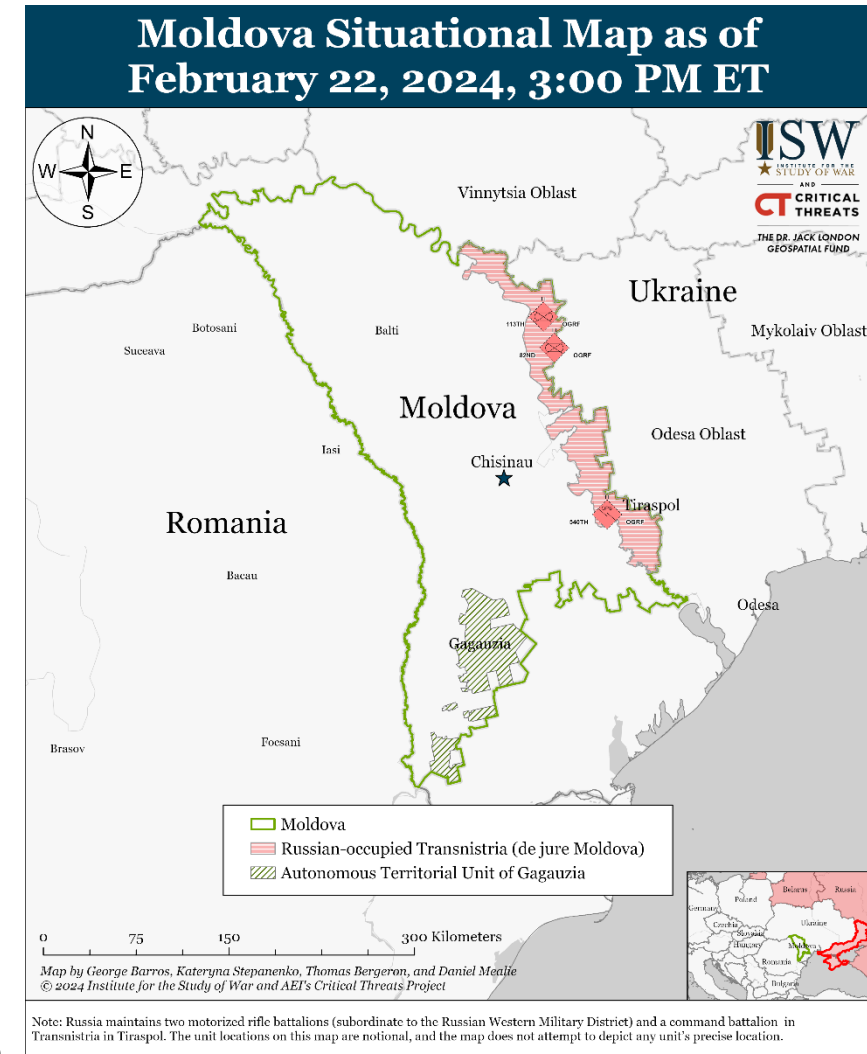 Moldova Situational Map as of
February 22, 2024, 3:00 PM ET
N
W E
S
ISW
INSTITUTE FOR THE
STUDY OF WAR
AND
CT CRITICAL
THREATS
THE DR. JACK LONDON
GEOSPATIAL FUND
Vinnytsia Oblast
Ukraine
113TH OGRF
Botosani
Balti
Mykolaiv Oblast
Suceava
82ND OGRF
Moldova
Odesa Oblast
Iasi
Chisinau
Tiraspol
Romania
540TH OGRF
Bacau
Odesa
Gagauzia
Brasov
Focsani
Moldova
Russian-occupied Transnistria (de jure Moldova)
Autonomous Territorial Unit of Gagauzia
0 75 150 300 Kilometers
Map by George Barros, Kateryna Stepanenko, Thomas Bergeron, and Daniel Mealie
© 2024 Institute for the Study of War and AEI's Critical Threats Project
Belarus
Russia
Poland
Germany
Czechia
Ukraine
Slovakia
Hungary
Moldova
Romania
Bulgaria
Note: Russia maintains two motorized rifle battalions (subordinate to the Russian Western Military District) and a command battalion in
Transnistria in Tiraspol. The unit locations on this map are notional, and the map does not attempt to depict any unit's precise location.